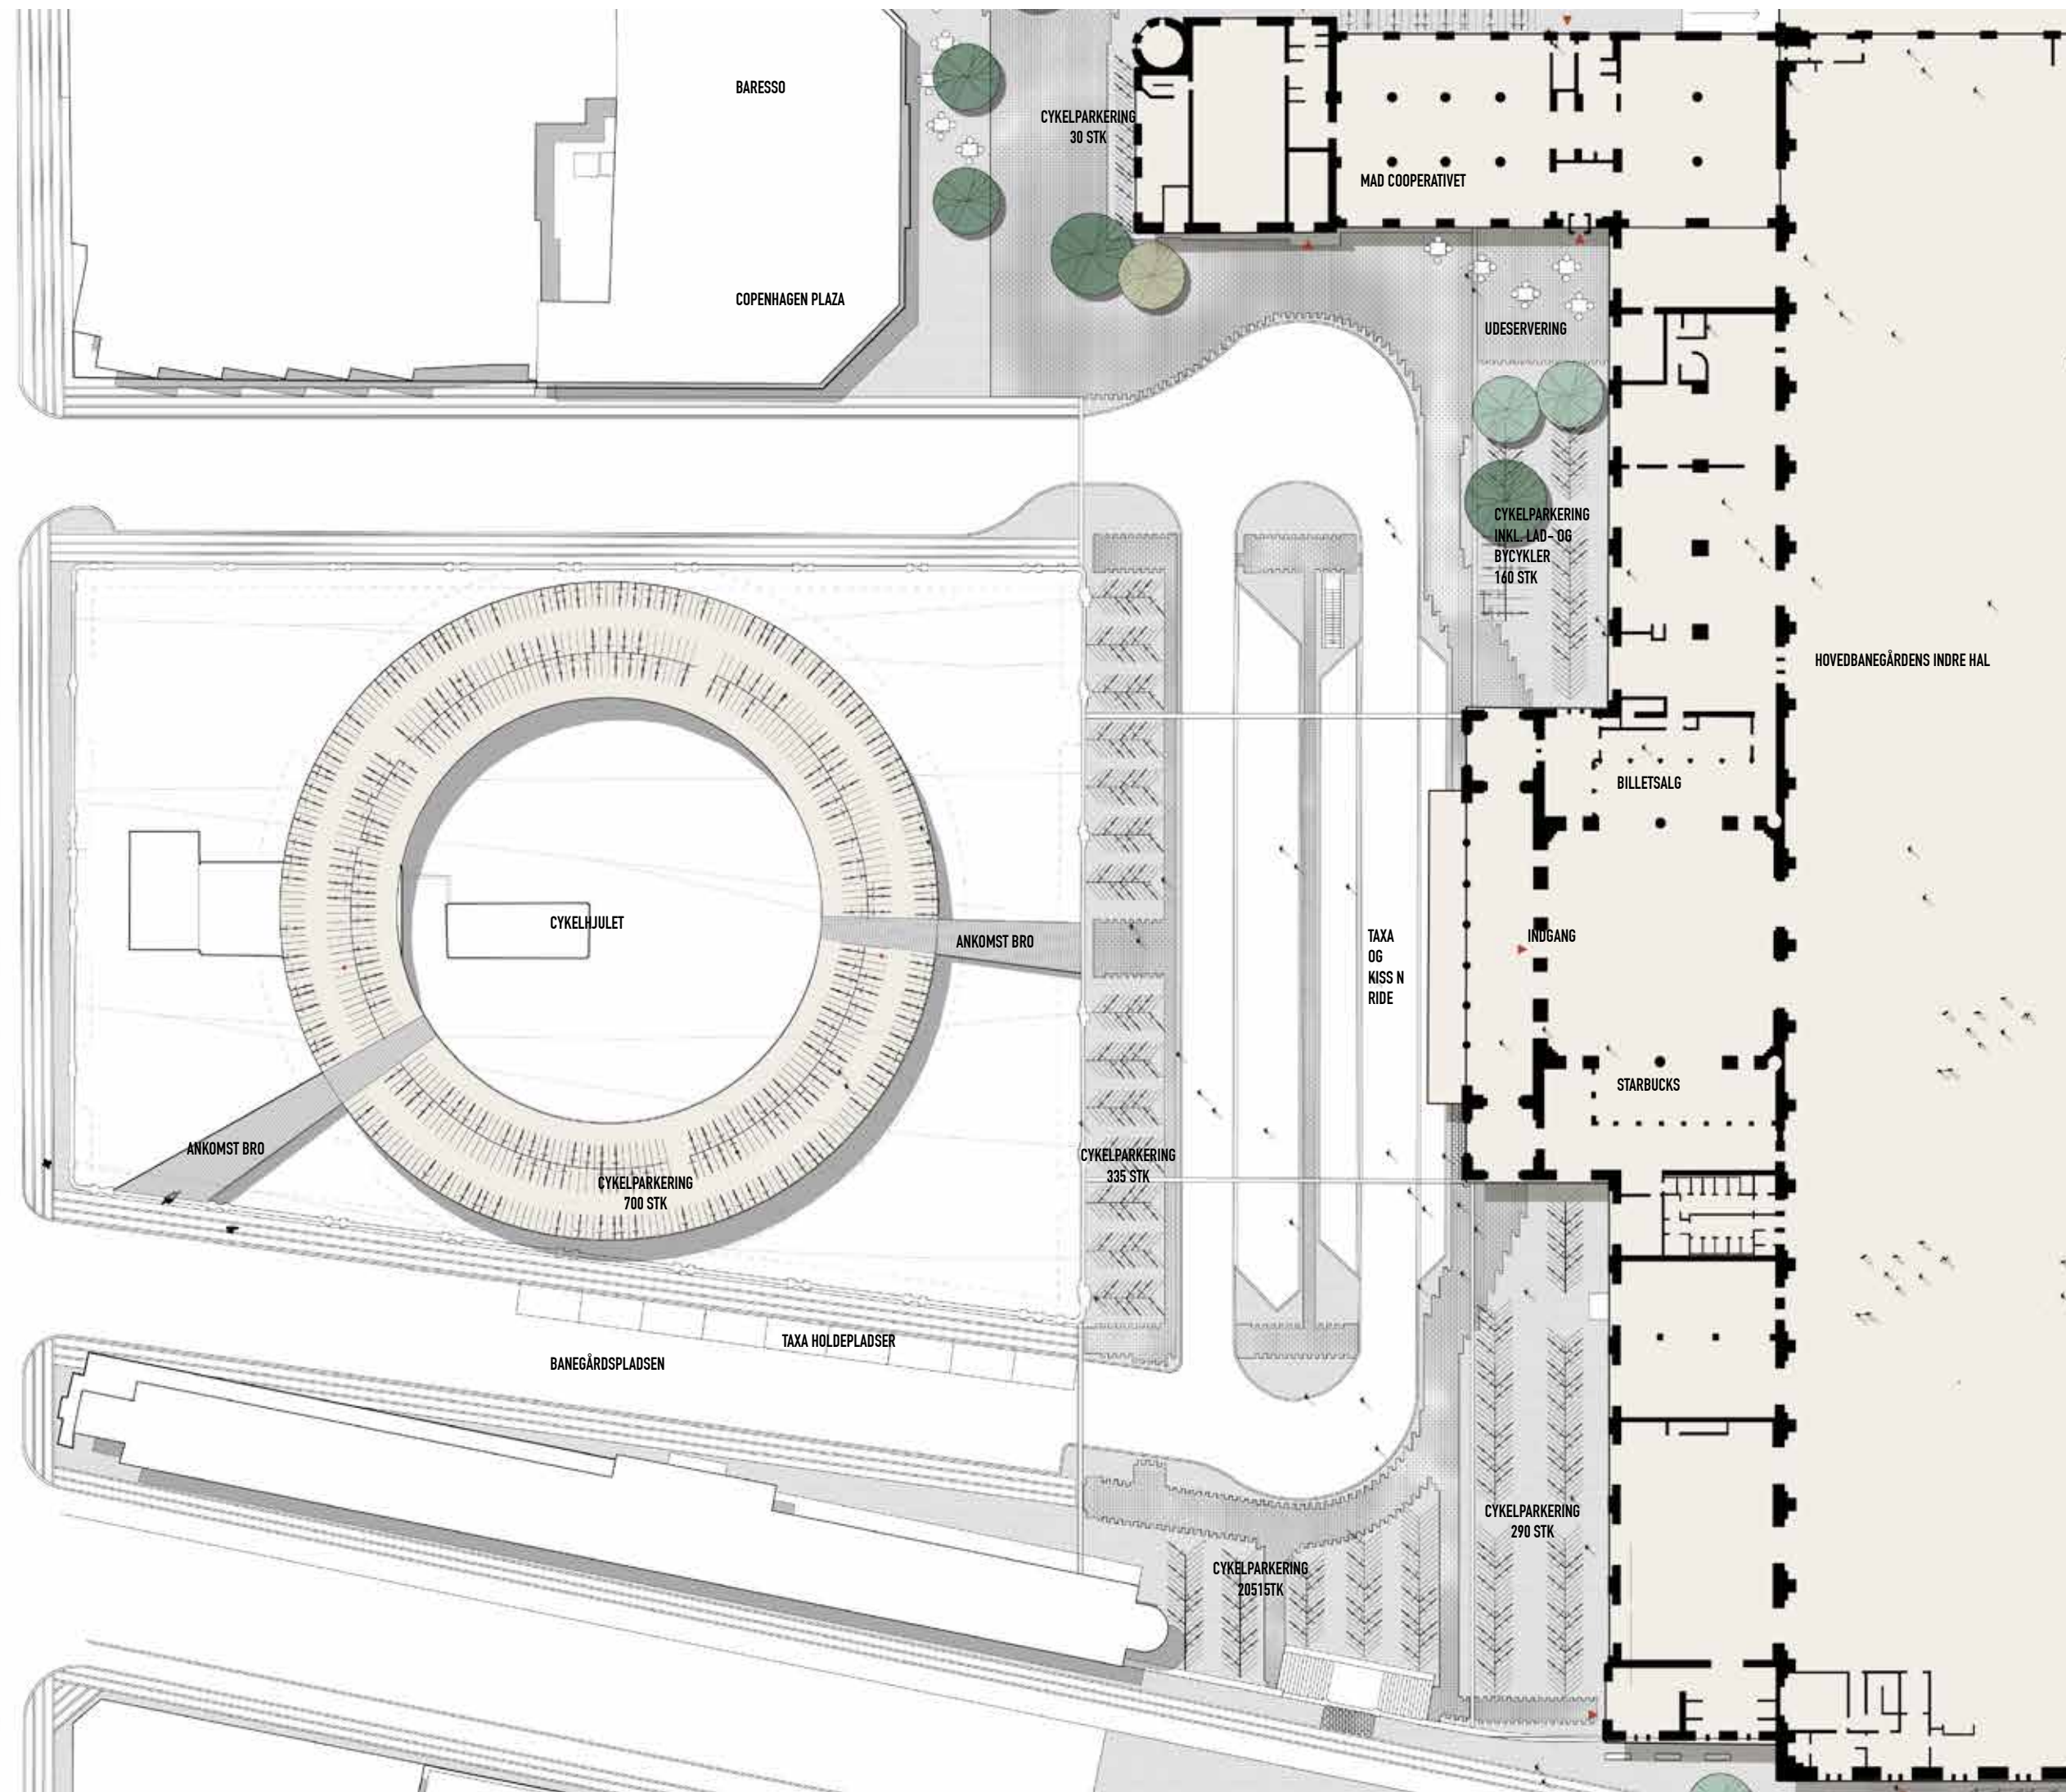 BARESSO
CYKELPARKERING
30 STK
MAD COOPERATIVET
COPENHAGEN PLAZA
UDESERVERING
CYKELPARKERING
INKL. LAD- OG
BYCYKLER
160 STK
HOVEDBANEGÅRDENS INDRE HAL
BILLETSALG
CYKELHJULET
ANKOMST BRO
TAXA
OG
KISS N
RIDE
INDGANG
STARBUCKS
ANKOMST BRO
CYKELPARKERING
700 STK
CYKELPARKERING
335 STK
TAXA HOLDEPLADSER
BANEGÅRDSPLADSEN
CYKELPARKERING
290 STK
CYKELPARKERING
20515TK